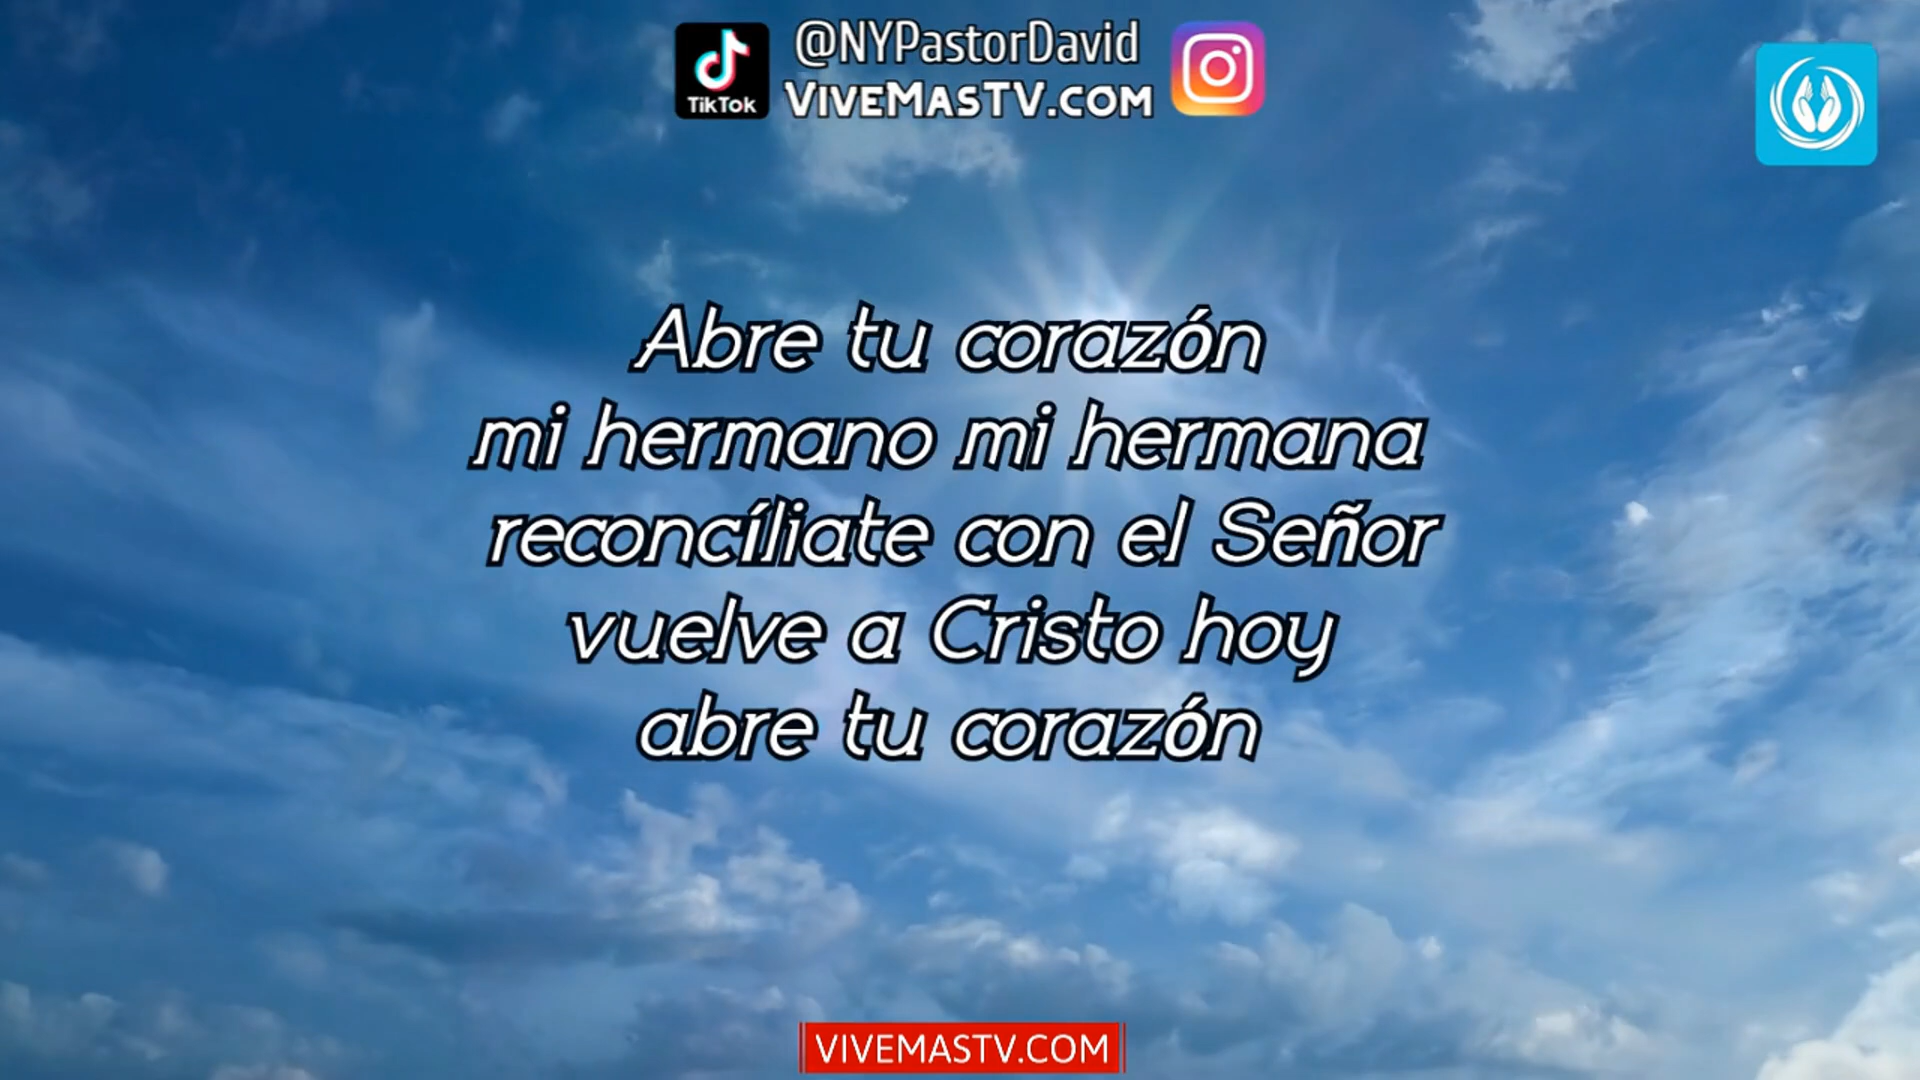 TikTok
@NYPastorDavid
VIVEMASTV.COM
Abre tu corazón
mi hermano mi hermana
reconcíliate con el Señor
vuelve a Cristo hoy
abre tu corazón
VIVEMASTV.COM